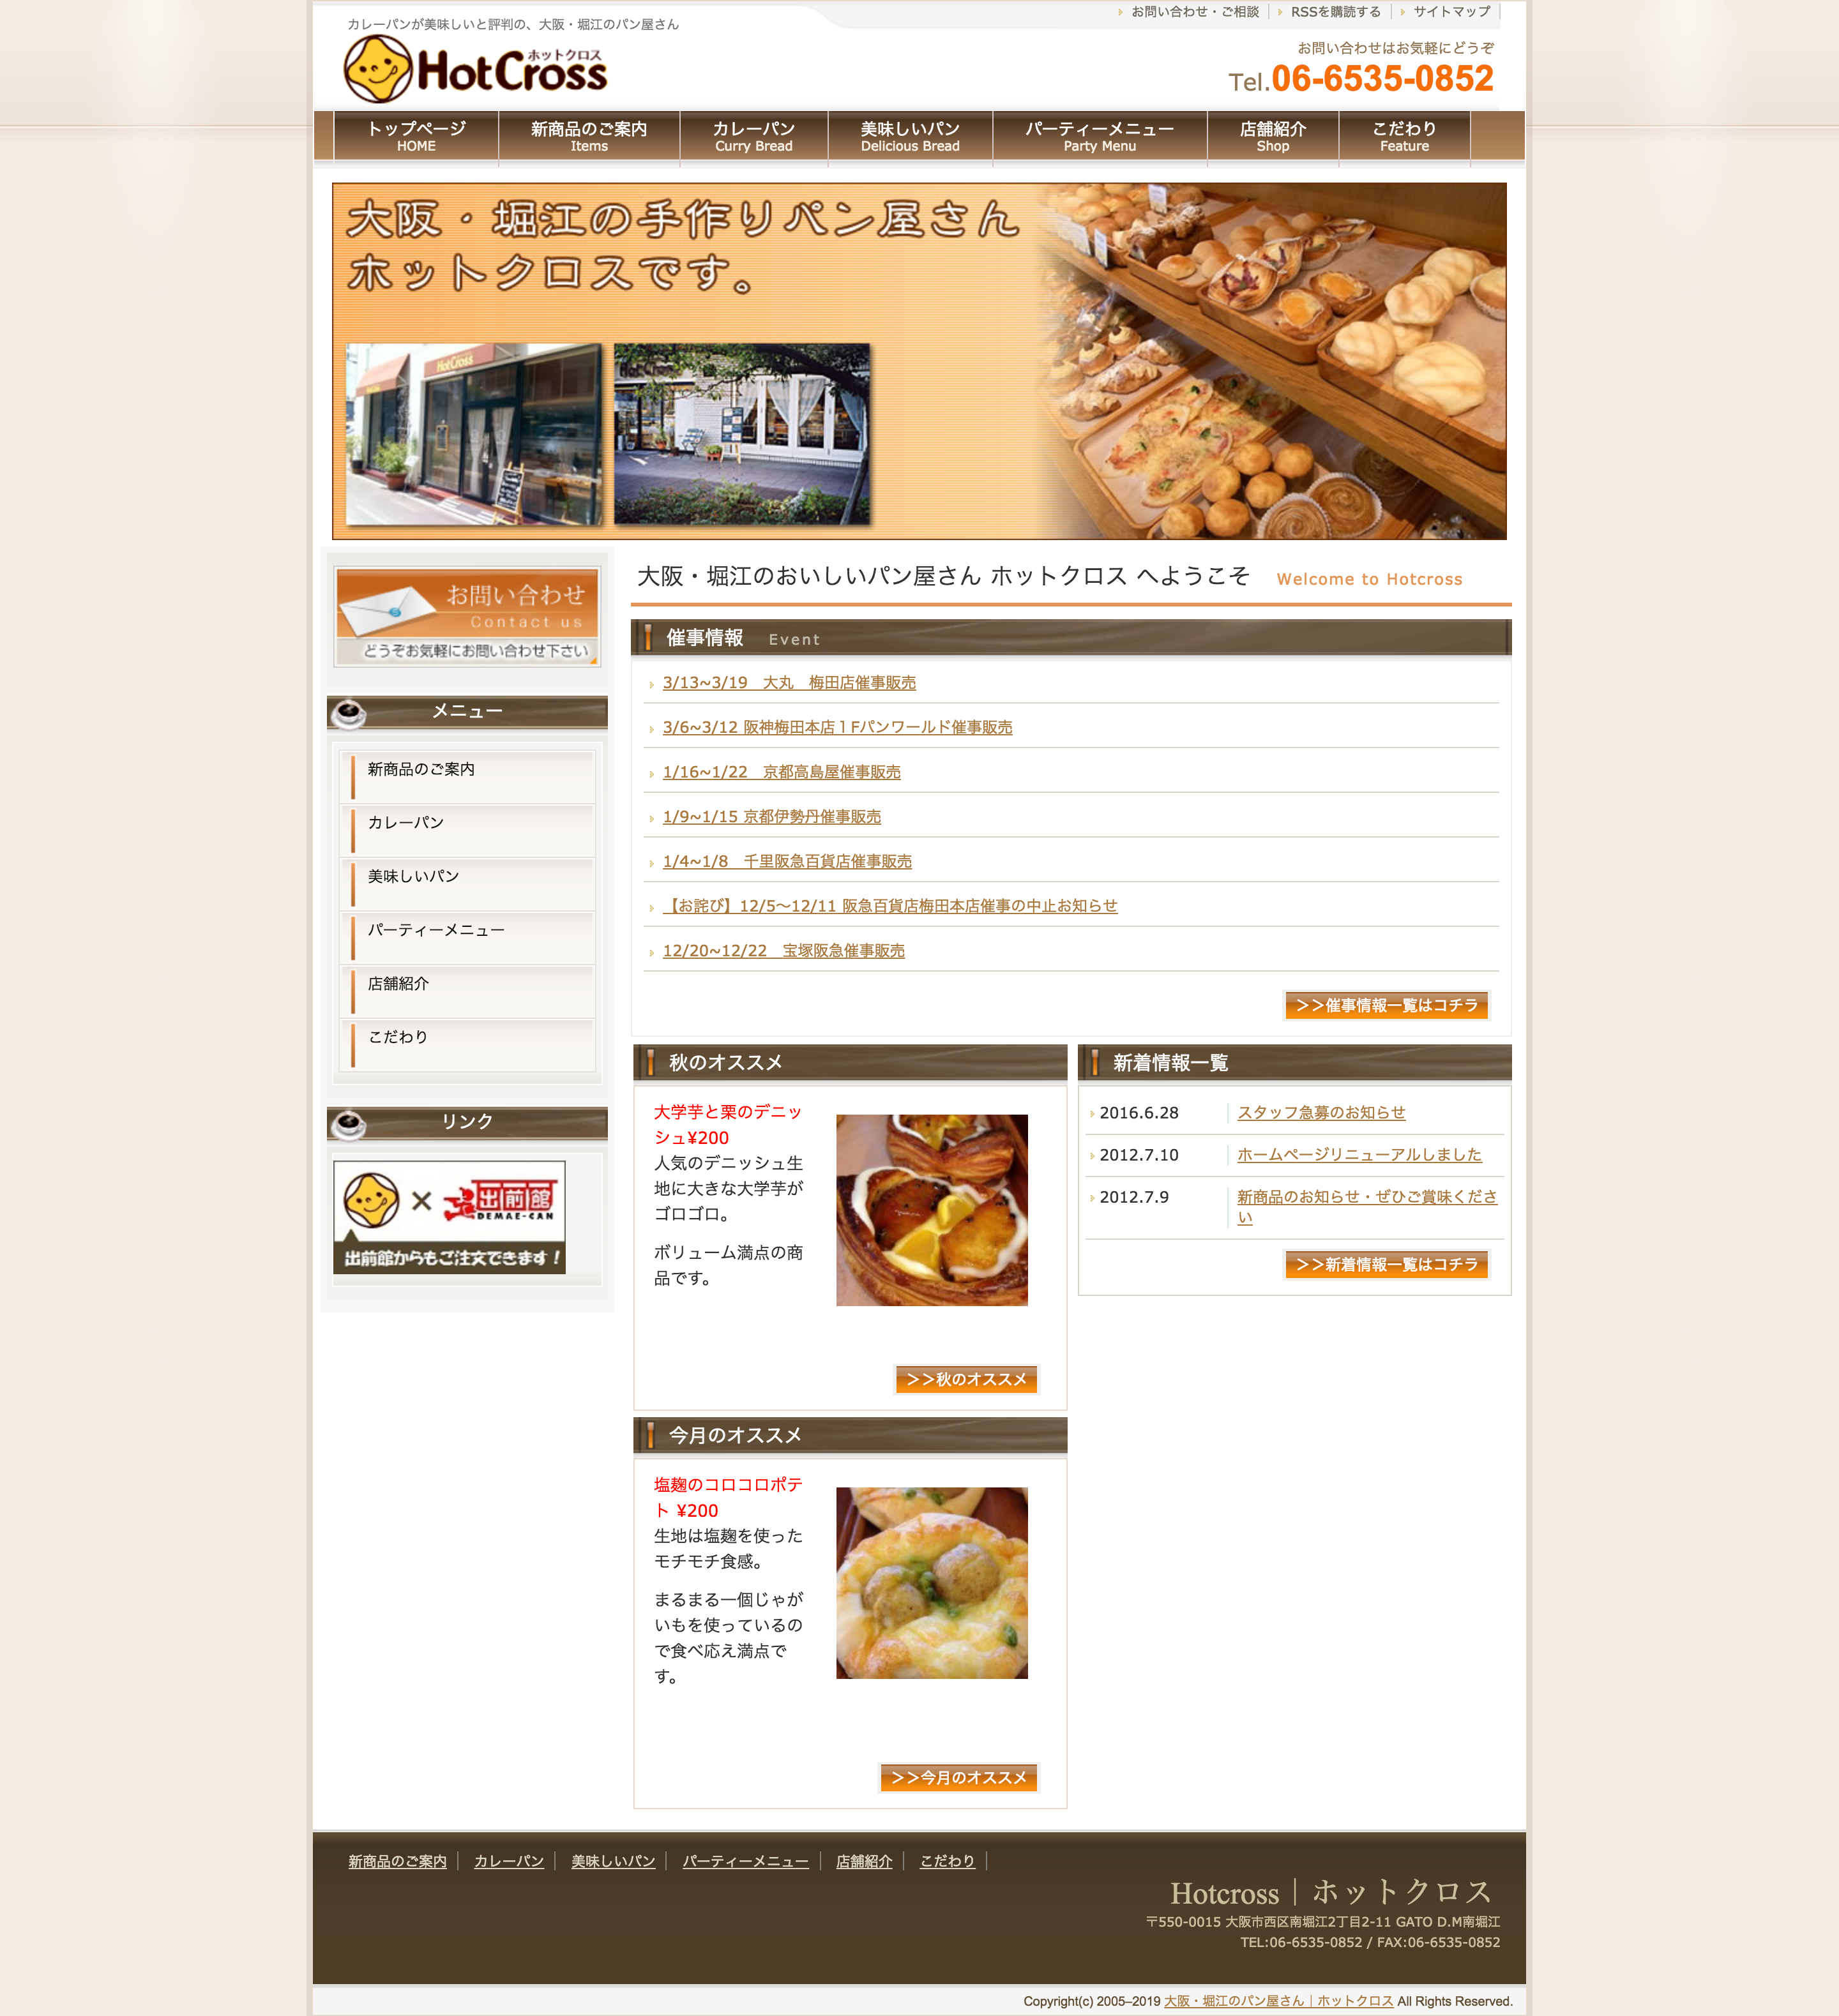 カレーパンが美味しいと評判の、大阪・堀江のパン屋さん
お問い合わせ・ご相談
RSSを購読する
サイトマップ
ホットクロス
HotCross
お問い合わせはお気軽にどうぞ
Tel.06-6535-0852
トップページ
HOME
新商品のご案内
Items
カレーパン
Curry Bread
美味しいパン
Delicious Bread
パーティーメニュー
Party Menu
店舗紹介
Shop
こだわり
Feature
大阪・堀江の手作りパン屋さん
ホットクロスです。
HotCross
お問い合わせ
Contact us
どうぞお気軽にお問い合わせ下さい
メニュー
新商品のご案内
カレーパン
美味しいパン
パーティーメニュー
店舗紹介
こだわり
リンク
×
出前館
DEMAE-CAN
出前館からもご注文できます!
大阪・堀江のおいしいパン屋さん ホットクロス へようこそ Welcome to Hotcross
催事情報 Event
3/13~3/19　大丸　梅田店催事販売
3/6~3/12 阪神梅田本店１Fパンワールド催事販売
1/16~1/22　京都高島屋催事販売
1/9~1/15 京都伊勢丹催事販売
1/4~1/8　千里阪急百貨店催事販売
【お詫び】12/5〜12/11 阪急百貨店梅田本店催事の中止お知らせ
12/20~12/22　宝塚阪急催事販売
＞＞催事情報一覧はコチラ
秋のオススメ
大学芋と栗のデニッ
シュ¥200
人気のデニッシュ生
地に大きな大学芋が
ゴロゴロ。
ボリューム満点の商
品です。
＞＞秋のオススメ
新着情報一覧
2016.6.28 スタッフ急募のお知らせ
2012.7.10 ホームページリニューアルしました
2012.7.9 新商品のお知らせ・ぜひご賞味くださ
い
＞＞新着情報一覧はコチラ
今月のオススメ
塩麹のコロコロポテ
ト ¥200
生地は塩麹を使った
モチモチ食感。
まるまる一個じゃが
いもを使っているの
で食べ応え満点で
す。
＞＞今月のオススメ
新商品のご案内
カレーパン
美味しいパン
パーティーメニュー
店舗紹介
こだわり
Hotcross｜ホットクロス
〒550-0015 大阪市西区南堀江2丁目2-11 GATO D.M南堀江
TEL:06-6535-0852 / FAX:06-6535-0852
Copyright(c) 2005–2019 大阪・堀江のパン屋さん｜ホットクロス All Rights Reserved.